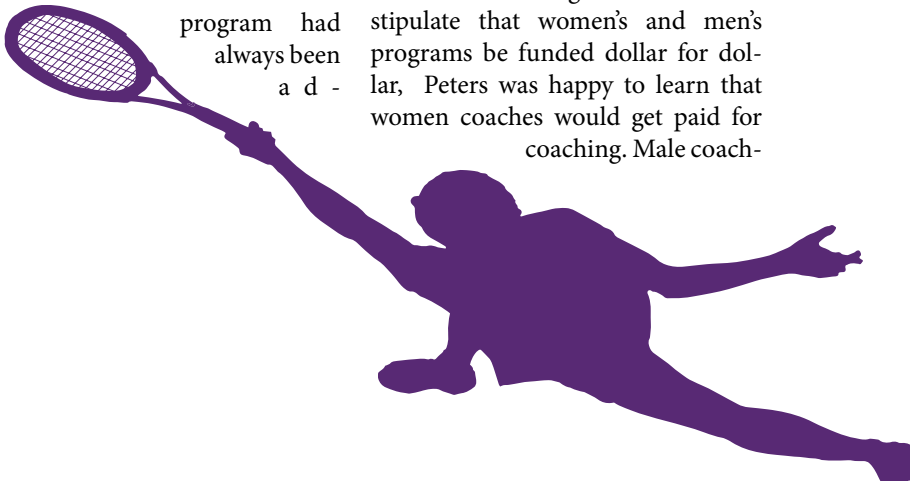 program had
always been
a d -
stipulate that women's and men's
programs be funded dollar for dol-
lar, Peters was happy to learn that
women coaches would get paid for
coaching. Male coach-